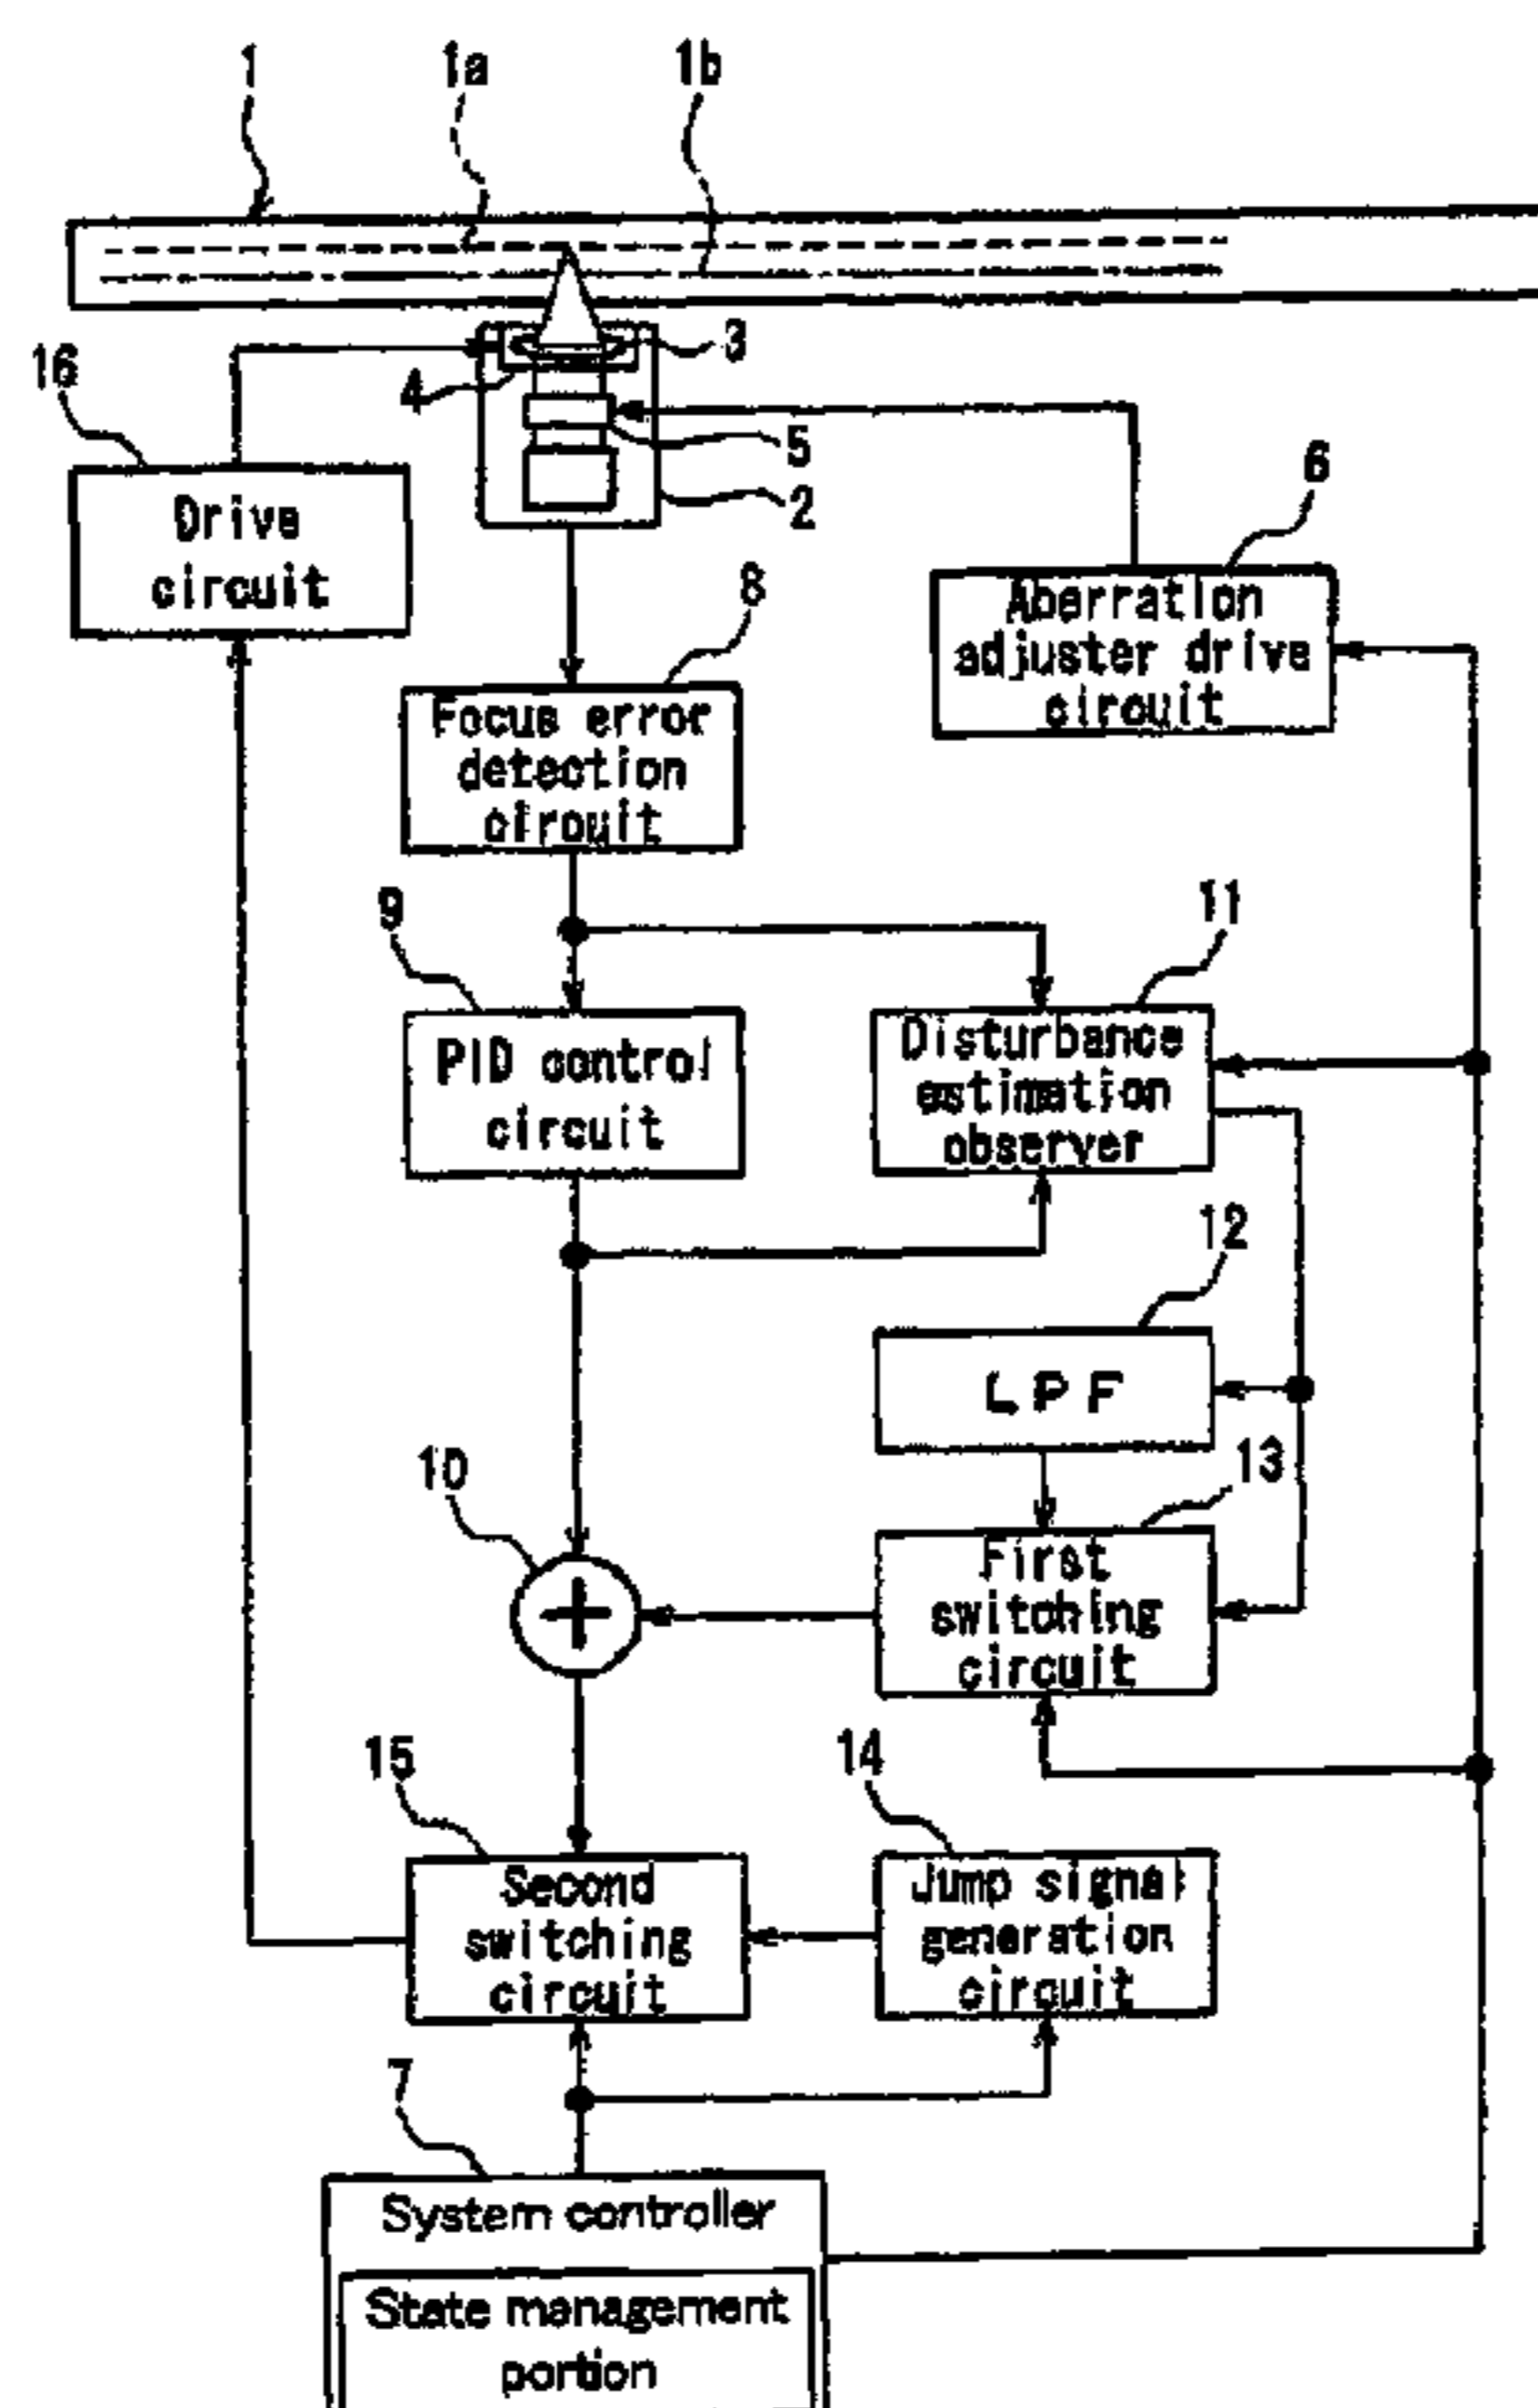 1
1a
1b
3
16
4
5
6
2
Drive
circuit
8
Aberration
adjuster drive
circuit
Focus error
detection
circuit
9
11
PID control
circuit
Disturbance
estimation
observer
12
LPF
10
13
First
switching
circuit
15
14
Second
switching
circuit
Jump signal
generation
circuit
7
System controller
State management
portion